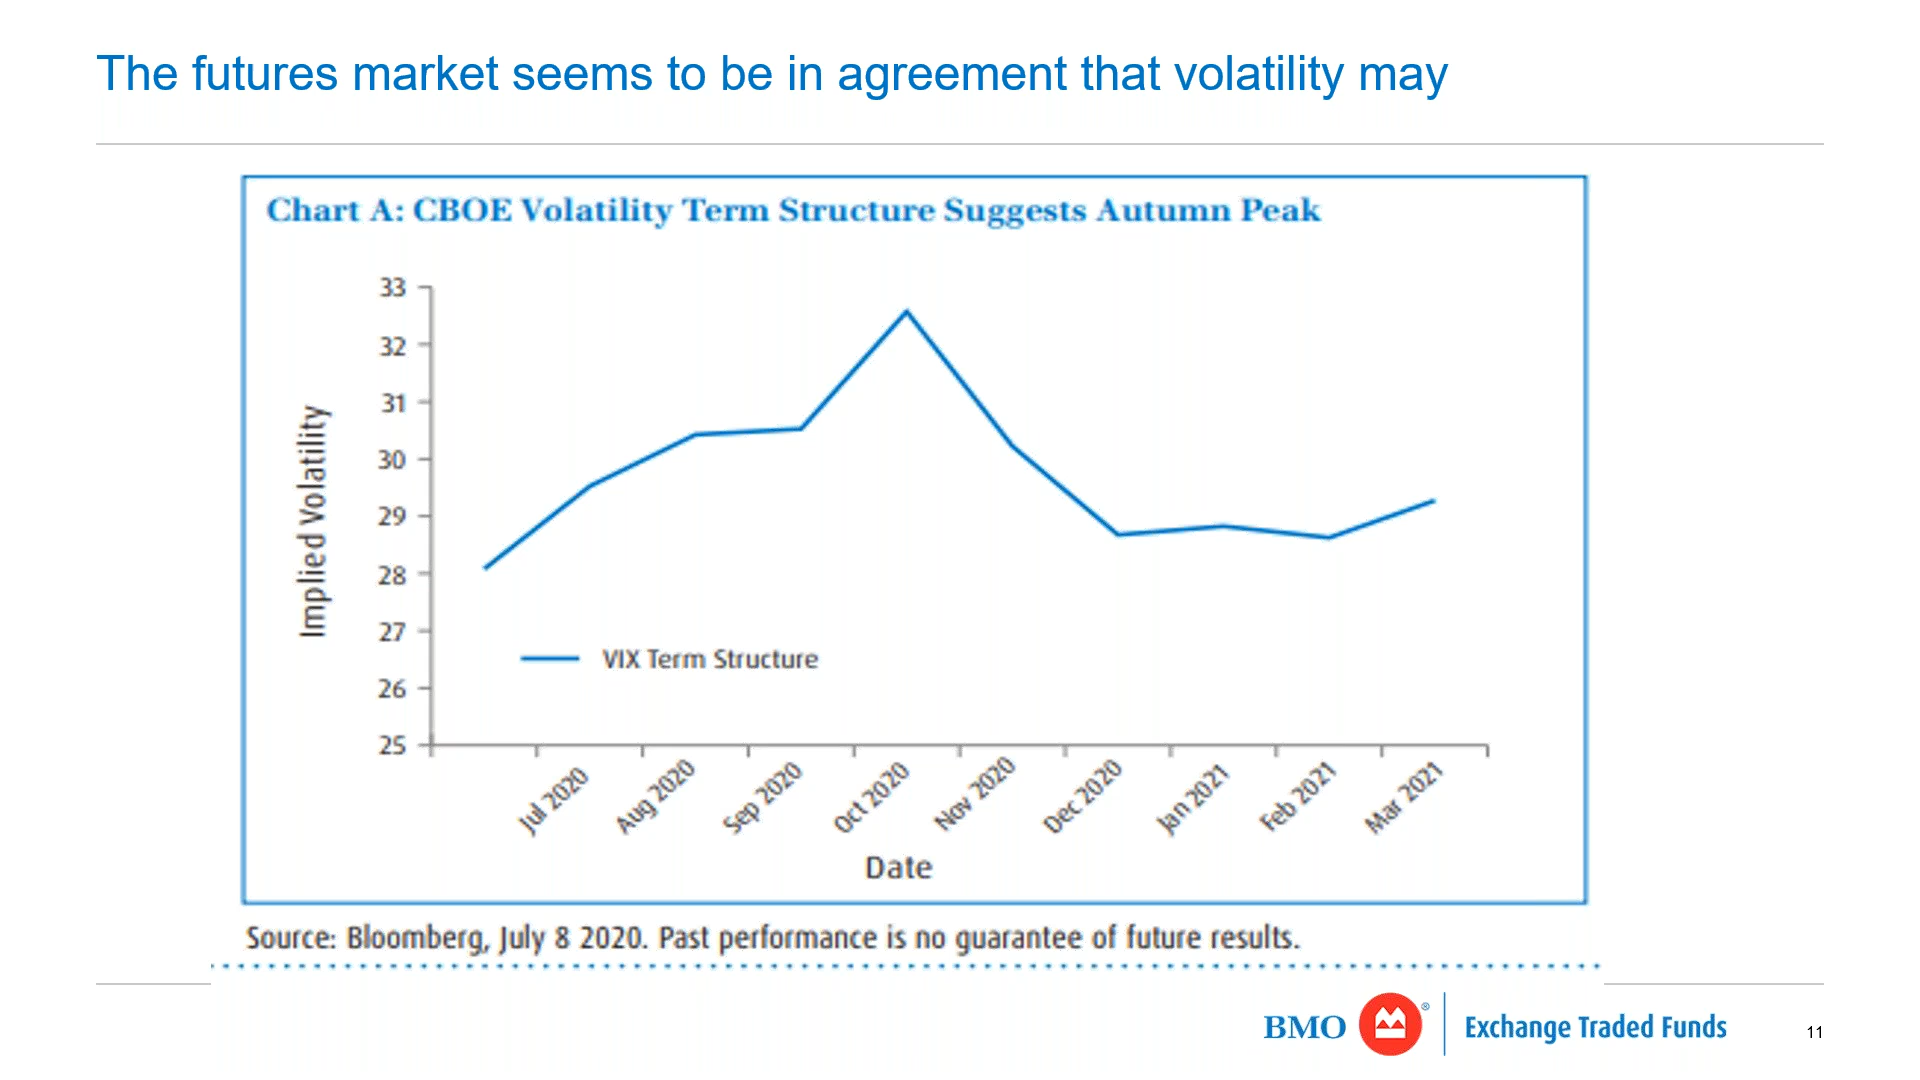 The futures market seems to be in agreement that volatility may
Chart A: CBOE Volatility Term Structure Suggests Autumn Peak
33
32
31
30
29
28
27
26
25
Implied Volatility
VIX Term Structure
Jul 2020
Aug 2020
Sep 2020
Oct 2020
Nov 2020
Dec 2020
Jan 2021
Feb 2021
Mar 2021
Date
Source: Bloomberg, July 8 2020. Past performance is no guarantee of future results.
BMO ® Exchange Traded Funds
11